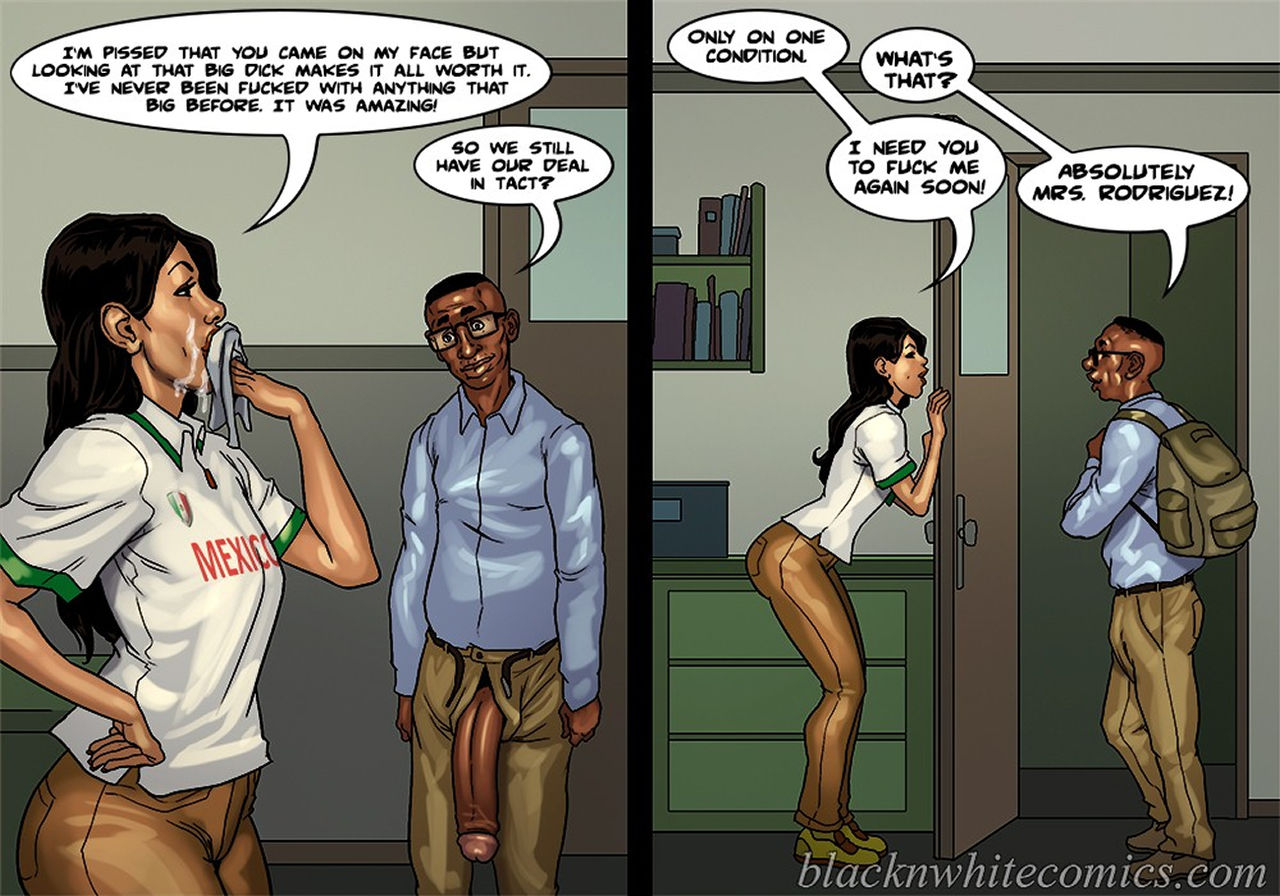 I'M PISSED THAT YOU CAME ON MY FACE BUT
LOOKING AT THAT BIG DICK MAKES IT ALL WORTH IT.
I'VE NEVER BEEN FUCKED WITH ANYTHING THAT
BIG BEFORE. IT WAS AMAZING!
SO WE STILL
HAVE OUR DEAL
IN TACT?
MEXICO
ONLY ON ONE
CONDITION.
WHAT'S
THAT?
I NEED YOU
TO FUCK ME
AGAIN SOON!
ABSOLUTELY
MRS. RODRIGUEZ!
blacknwhitecomics.com